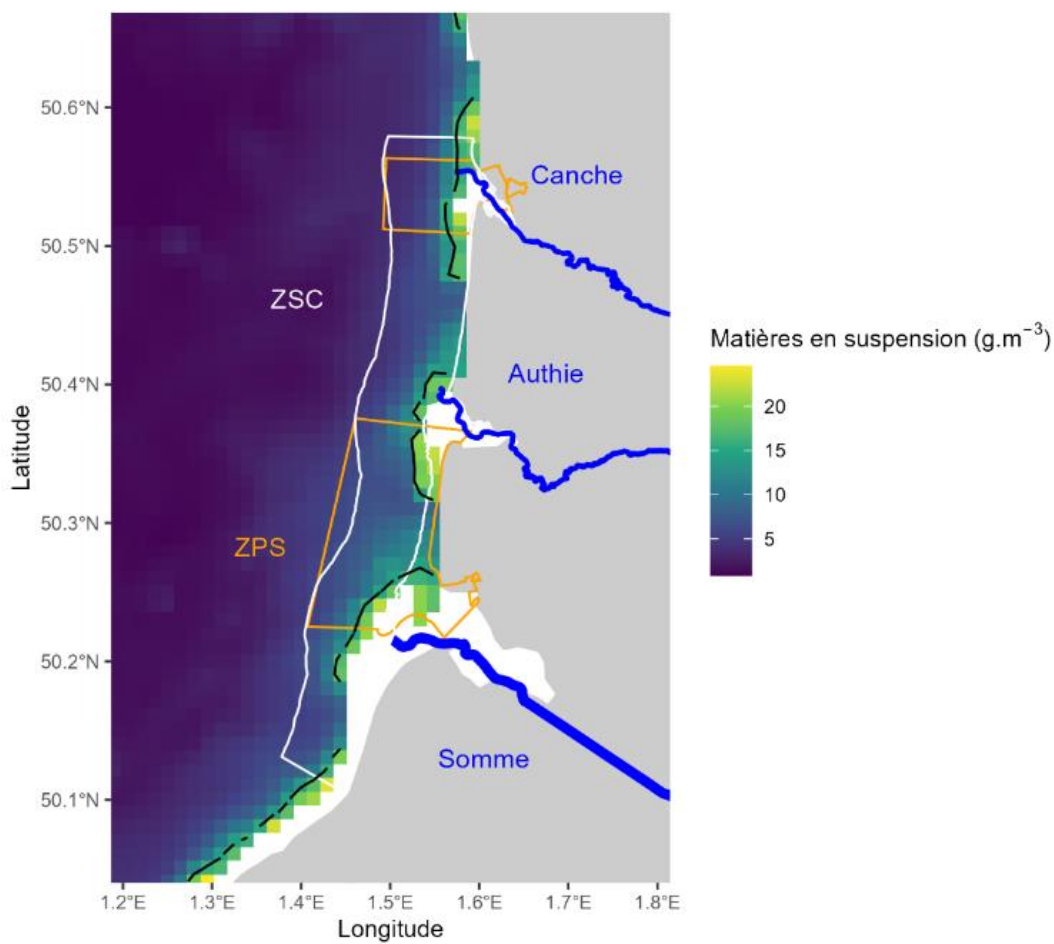 50.6°N
50.5°N
50.4°N
50.3°N
50.2°N
50.1°N
Latitude
1.2°E
1.3°E
1.4°E
1.5°E
1.6°E
1.7°E
1.8°E
Longitude
Canche
ZSC
Authie
ZPS
Somme
Matières en suspension (g.m⁻³)
20
15
10
5